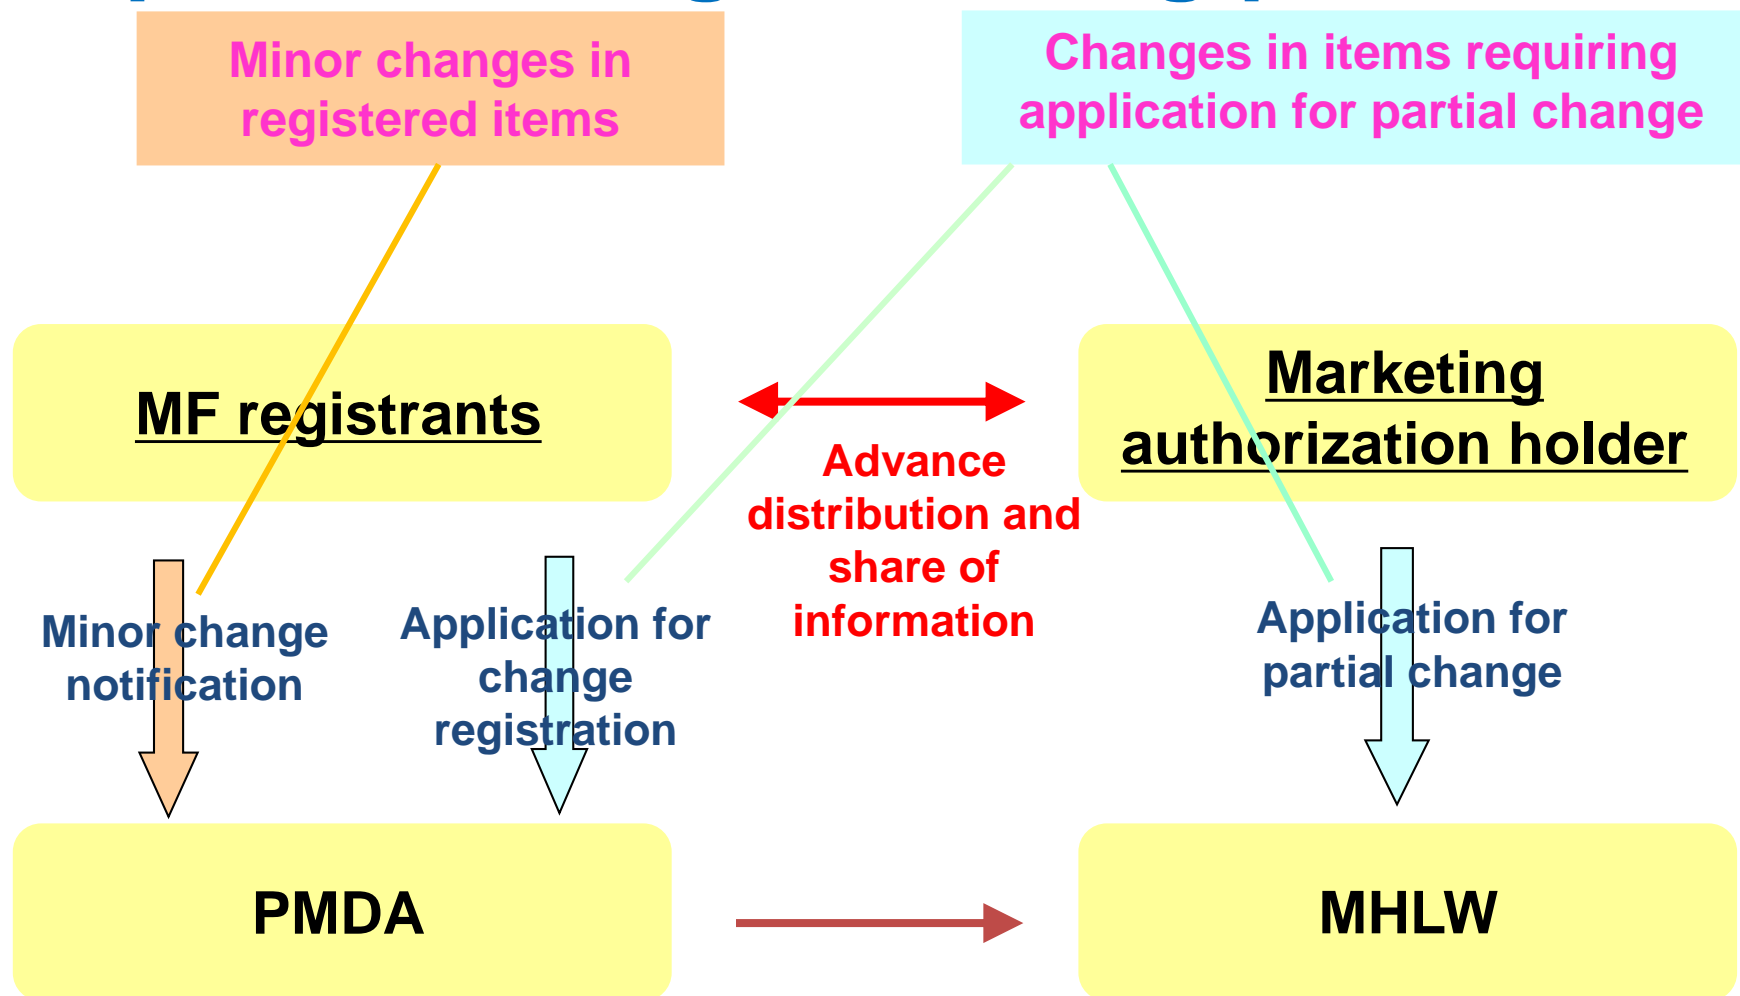 Minor changes in
registered items
Changes in items requiring
application for partial change
MF registrants
Marketing
authorization holder
Advance
distribution and
share of
information
Minor change
notification
Application for
change
registration
Application for
partial change
PMDA
MHLW